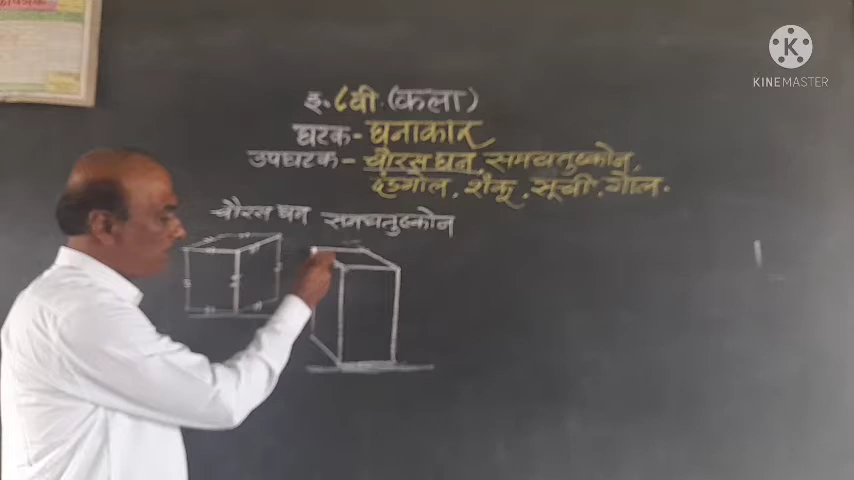 KINEMASTER
इ. ८वी (कला)
घटक - घनाकार
उपघटक - चौरस घन, समचतुष्कोन,
दंडगोल, शंकू, सूची, गोल.
चौरस घन समचतुष्कोन